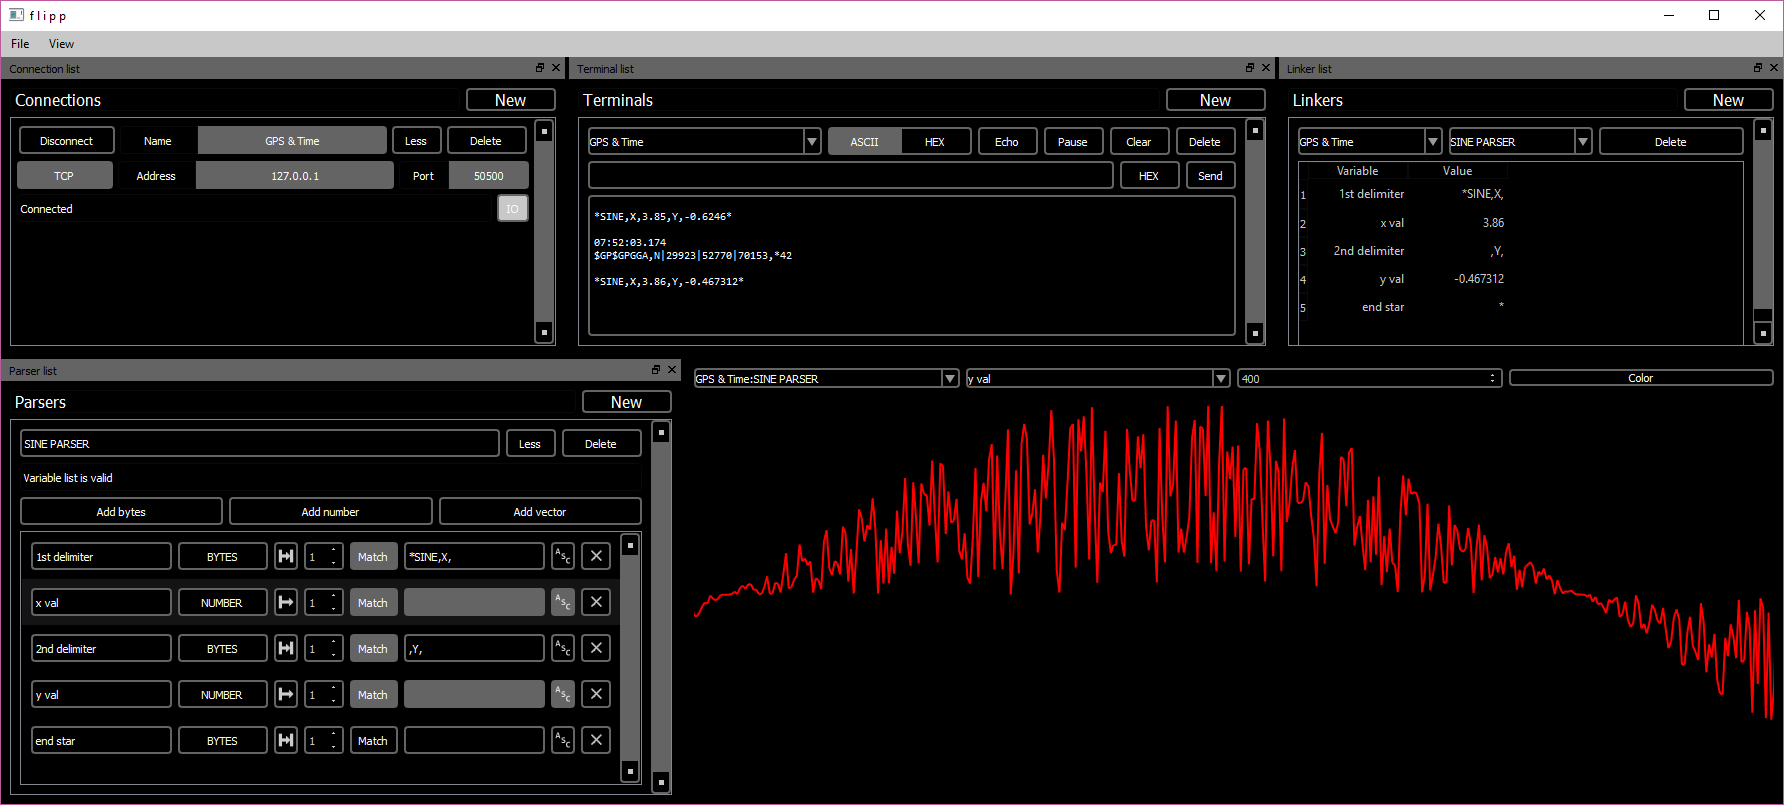 flipp
File View
Connection list
Connections New
Disconnect Name GPS & Time Less Delete
TCP Address 127.0.0.1 Port 50500
Connected IO
Terminal list
Terminals New
GPS & Time ASCII HEX Echo Pause Clear Delete
HEX Send
*SINE,X,3.85,Y,-0.6246*
07:52:03.174
$GP$GPGGA,N|29923|52770|70153,*42
*SINE,X,3.86,Y,-0.467312*
Linker list
Linkers New
GPS & Time SINE PARSER Delete
Variable Value
1 1st delimiter *SINE,X,
2 x val 3.86
3 2nd delimiter ,Y,
4 y val -0.467312
5 end star *
Parser list
Parsers New
SINE PARSER Less Delete
Variable list is valid
Add bytes Add number Add vector
1st delimiter BYTES 1 Match *SINE,X, ASC
x val NUMBER 1 Match ASC
2nd delimiter BYTES 1 Match ,Y, ASC
y val NUMBER 1 Match ASC
end star BYTES 1 Match ASC
GPS & Time:SINE PARSER y val 400 Color